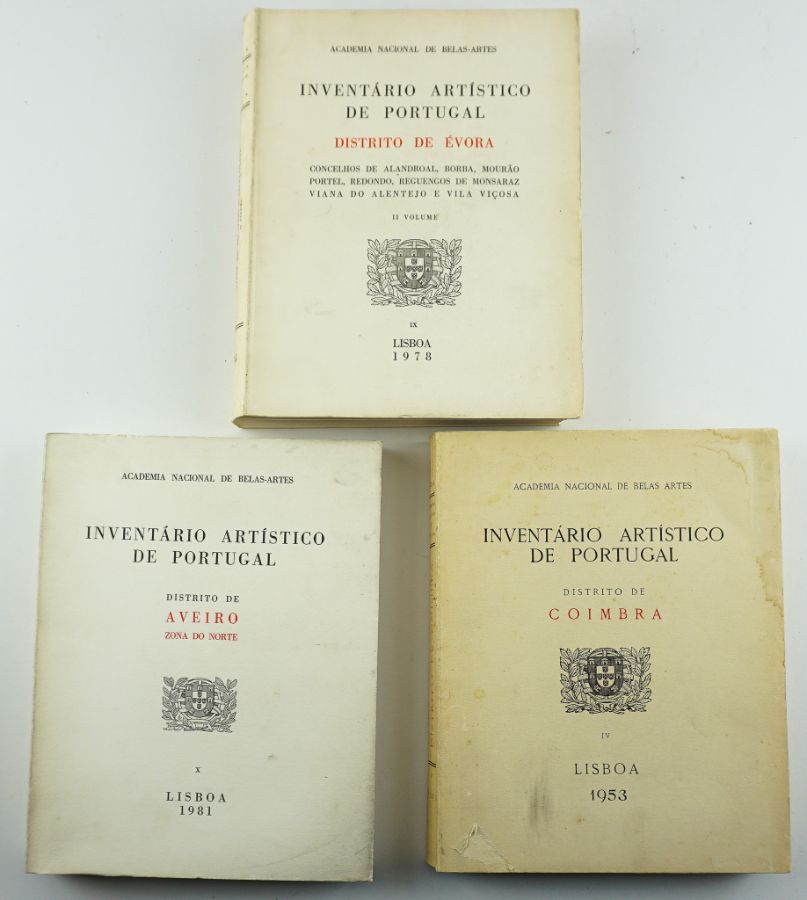 ACADEMIA NACIONAL DE BELAS-ARTES
INVENTÁRIO ARTÍSTICO
DE PORTUGAL
DISTRITO DE ÉVORA
CONCELHOS DE ALANDROAL, BORBA, MOURÃO
PORTEL, REDONDO, REGUENGOS DE MONSARAZ
VIANA DO ALENTEJO E VILA VIÇOSA
II VOLUME
IX
LISBOA
1978
ACADEMIA NACIONAL DE BELAS-ARTES
INVENTÁRIO ARTÍSTICO
DE PORTUGAL
DISTRITO DE
AVEIRO
ZONA DO NORTE
X
LISBOA
1981
ACADEMIA NACIONAL DE BELAS ARTES
INVENTÁRIO ARTÍSTICO
DE PORTUGAL
DISTRITO DE
COIMBRA
IV
LISBOA
1953